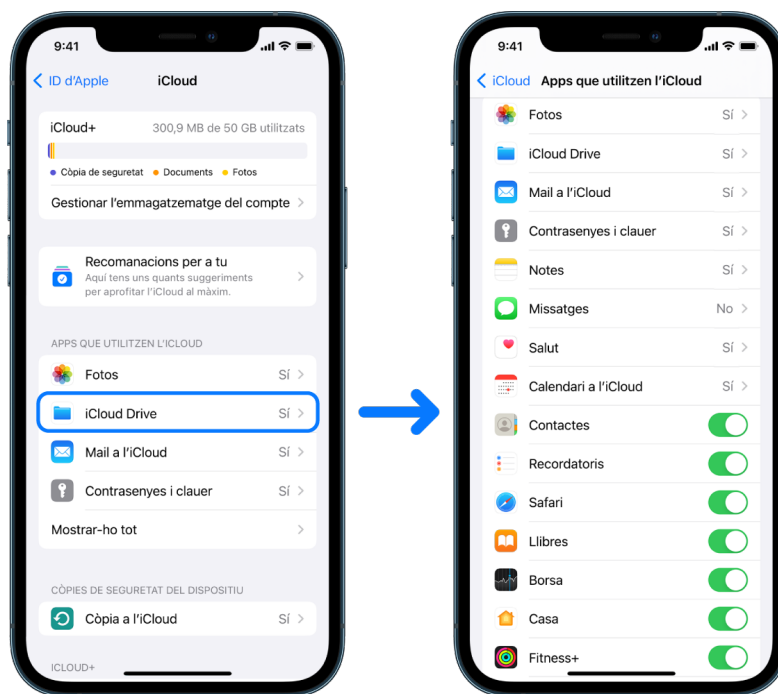 9:41
ID d'Apple
iCloud
iCloud+
300,9 MB de 50 GB utilitzats
Còpia de seguretat
Documents
Fotos
Gestionar l'emmagatzematge del compte
Recomanacions per a tu
Aquí tens uns quants suggeriments
per aprofitar l'iCloud al màxim.
APPS QUE UTILITZEN L'ICLOUD
Fotos Sí
iCloud Drive Sí
Mail a l'iCloud Sí
Contrasenyes i clauer Sí
Mostrar-ho tot
CÒPIES DE SEGURETAT DEL DISPOSITIU
Còpia a l'iCloud Sí
ICLOUD+
9:41
iCloud
Apps que utilitzen l'iCloud
Fotos Sí
iCloud Drive Sí
Mail a l'iCloud Sí
Contrasenyes i clauer Sí
Notes Sí
Missatges No
Salut Sí
Calendari a l'iCloud Sí
Contactes
Recordatoris
Safari
Llibres
Borsa
Casa
Fitness+